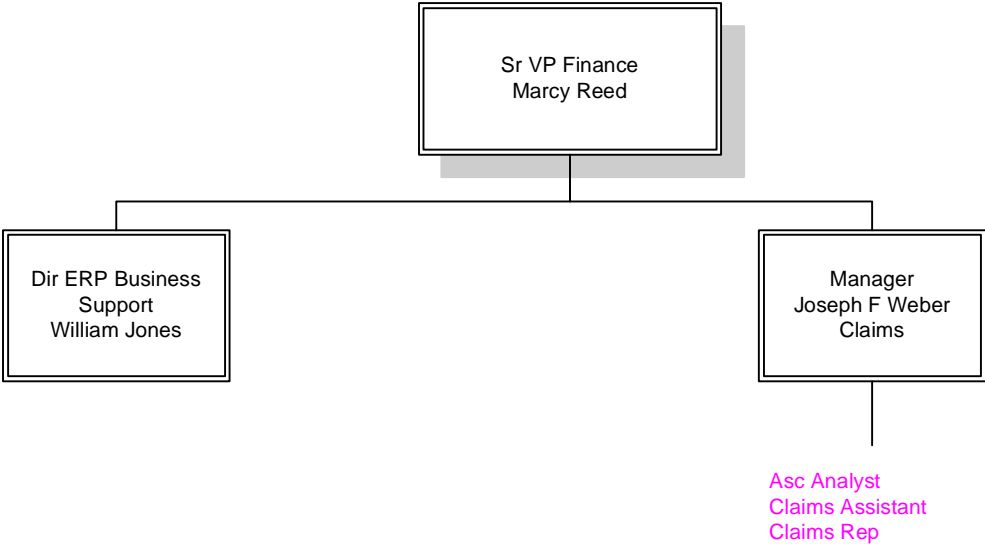 Sr VP Finance
Marcy Reed
Dir ERP Business
Support
William Jones
Manager
Joseph F Weber
Claims
Asc Analyst
Claims Assistant
Claims Rep